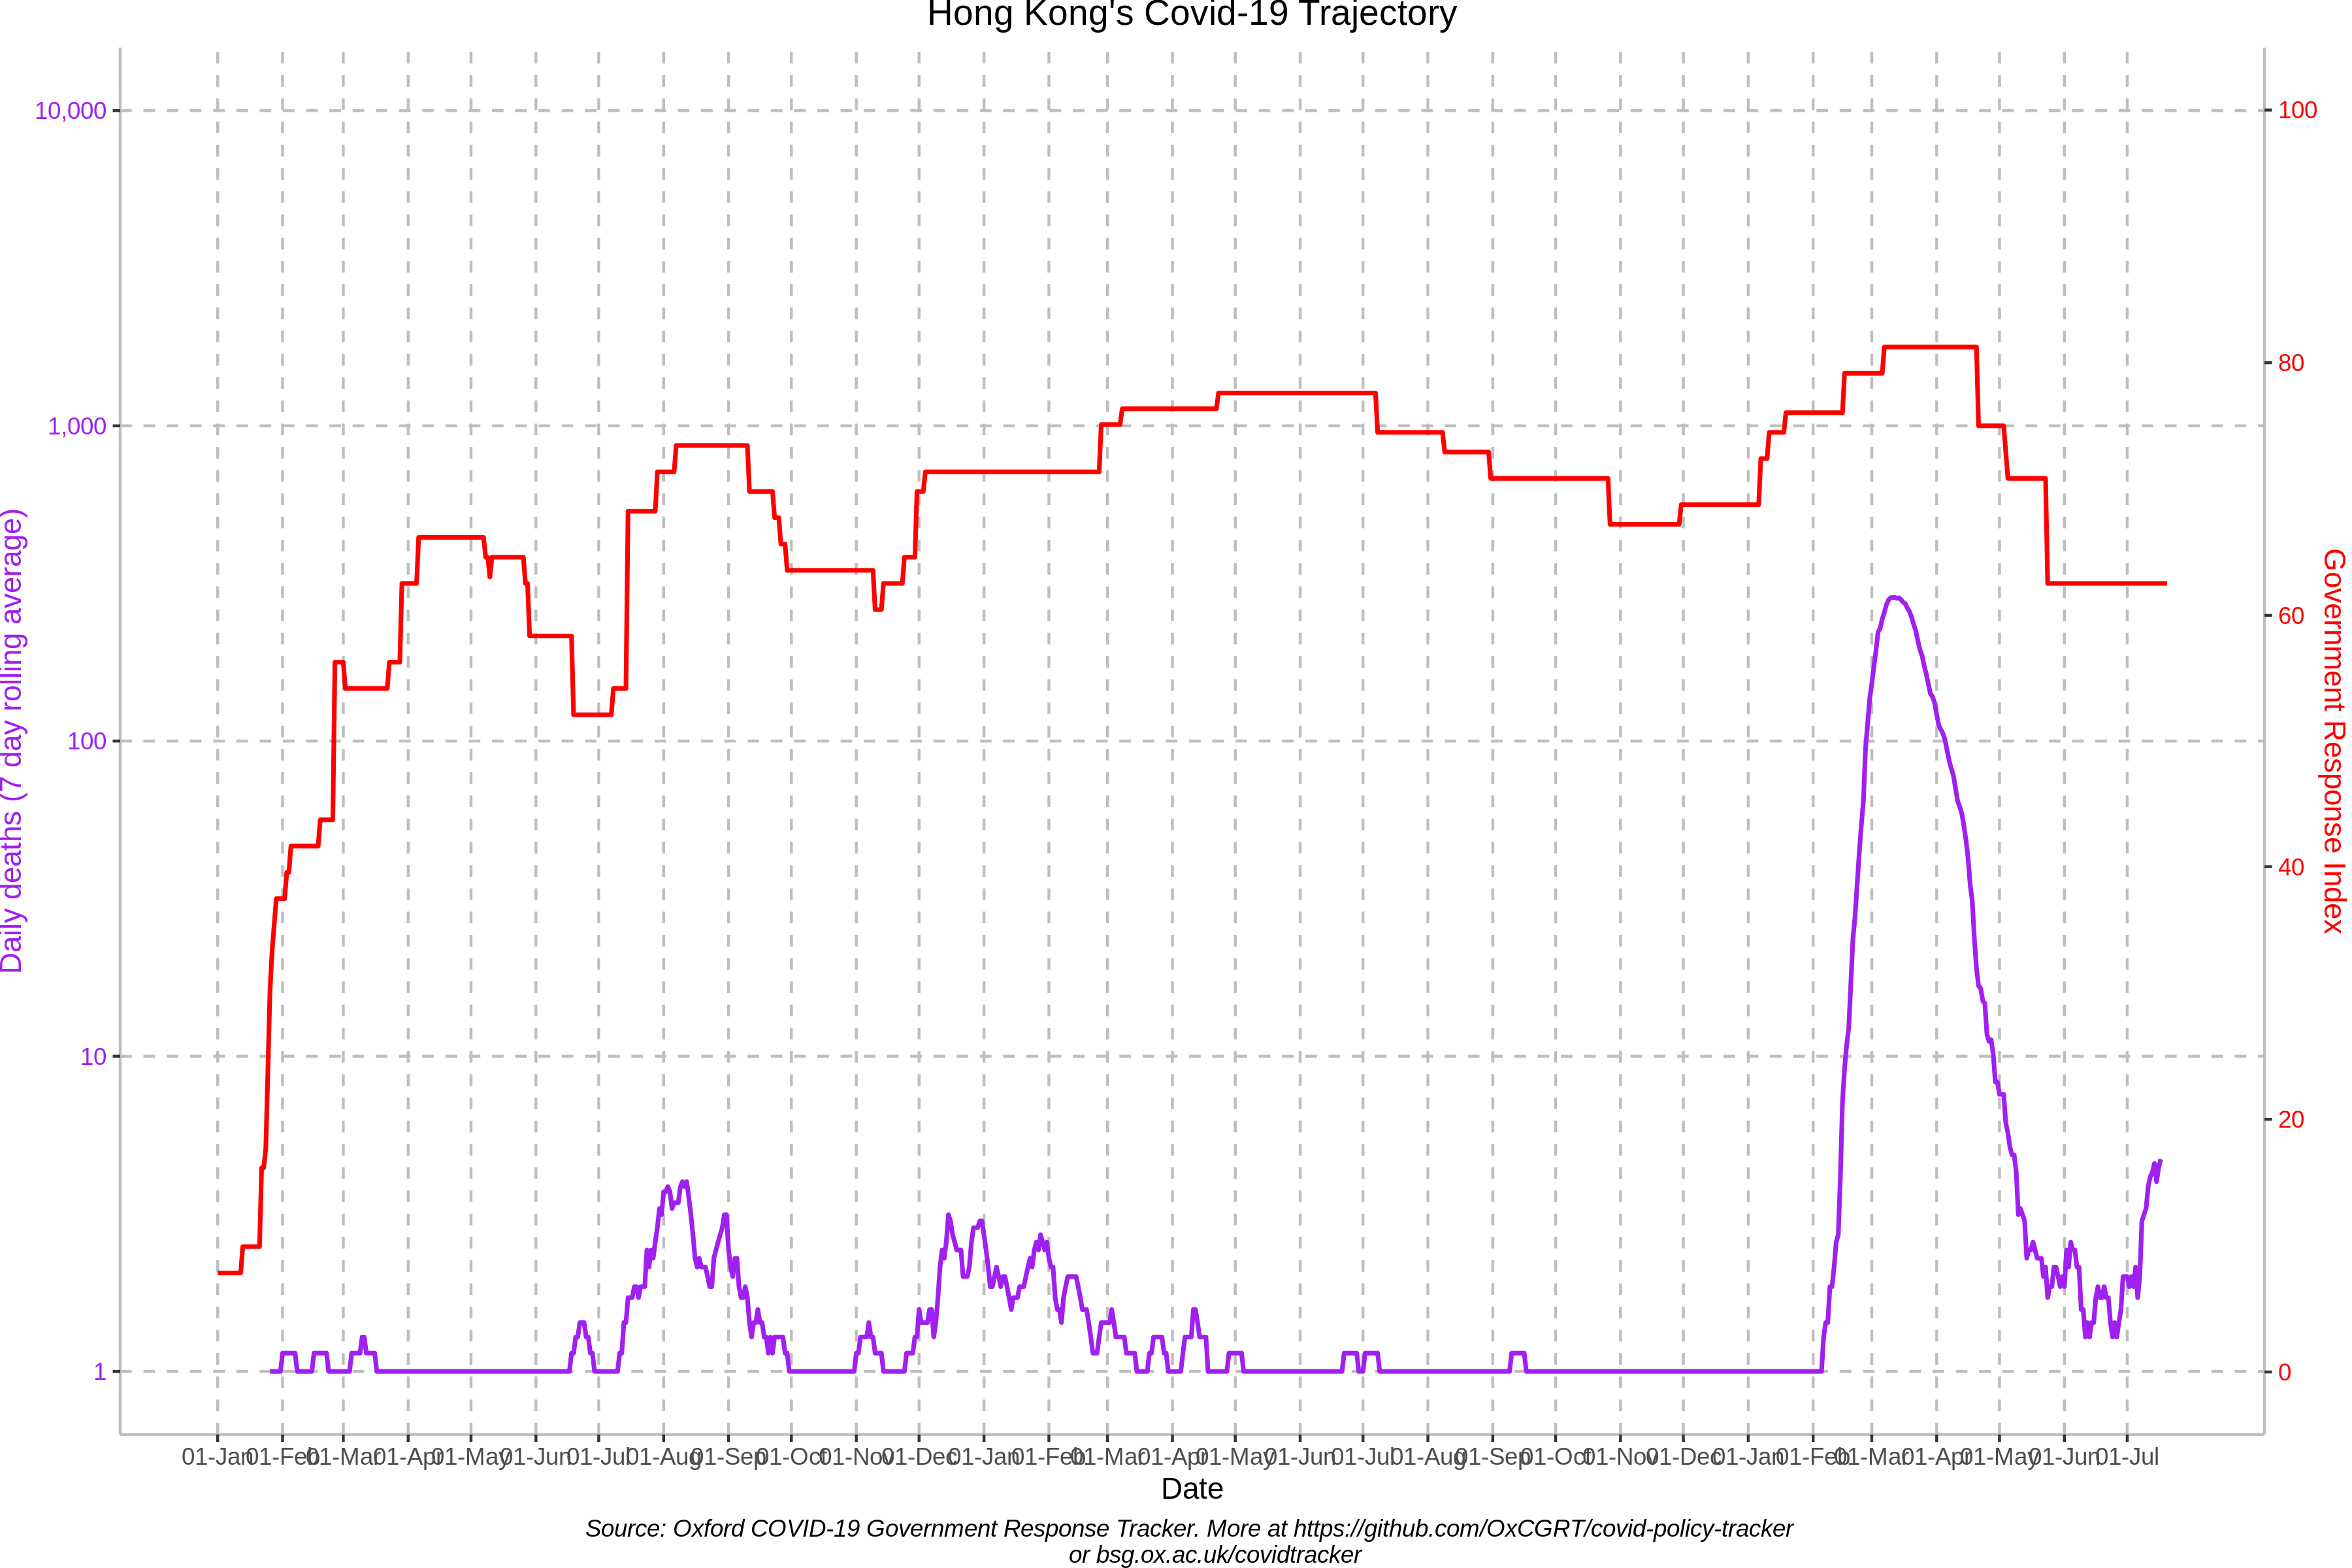 Hong Kong's Covid-19 Trajectory
10,000
1,000
100
10
1
Daily deaths (7 day rolling average)
100
80
60
40
20
0
Government Response Index
01-Jan 01-Feb 01-Mar 01-Apr 01-May 01-Jun 01-Jul 01-Aug 01-Sep 01-Oct 01-Nov 01-Dec 01-Jan 01-Feb 01-Mar 01-Apr 01-May 01-Jun 01-Jul 01-Aug 01-Sep 01-Oct 01-Nov 01-Dec 01-Jan 01-Feb 01-Mar 01-Apr 01-May 01-Jun 01-Jul
Date
Source: Oxford COVID-19 Government Response Tracker. More at https://github.com/OxCGRT/covid-policy-tracker
or bsg.ox.ac.uk/covidtracker